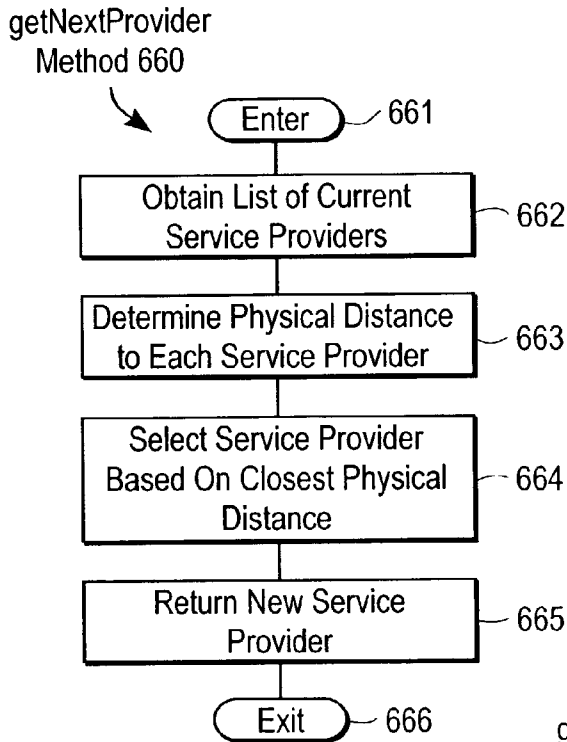 getNextProvider
Method 660
Enter
661
Obtain List of Current
Service Providers
662
Determine Physical Distance
to Each Service Provider
663
Select Service Provider
Based On Closest Physical
Distance
664
Return New Service
Provider
665
Exit
666